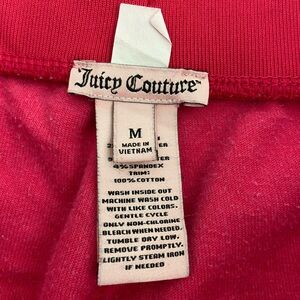 Juicy Couture
M
MADE IN
VIETNAM
4% SPANDEX
TRIM:
100% COTTON
WASH INSIDE OUT
MACHINE WASH COLD
WITH LIKE COLORS.
GENTLE CYCLE
ONLY NON-CHLORINE
BLEACH WHEN NEEDED.
TUMBLE DRY LOW.
REMOVE PROMPTLY.
SLIGHTLY STEAM IRON
IF NEEDED